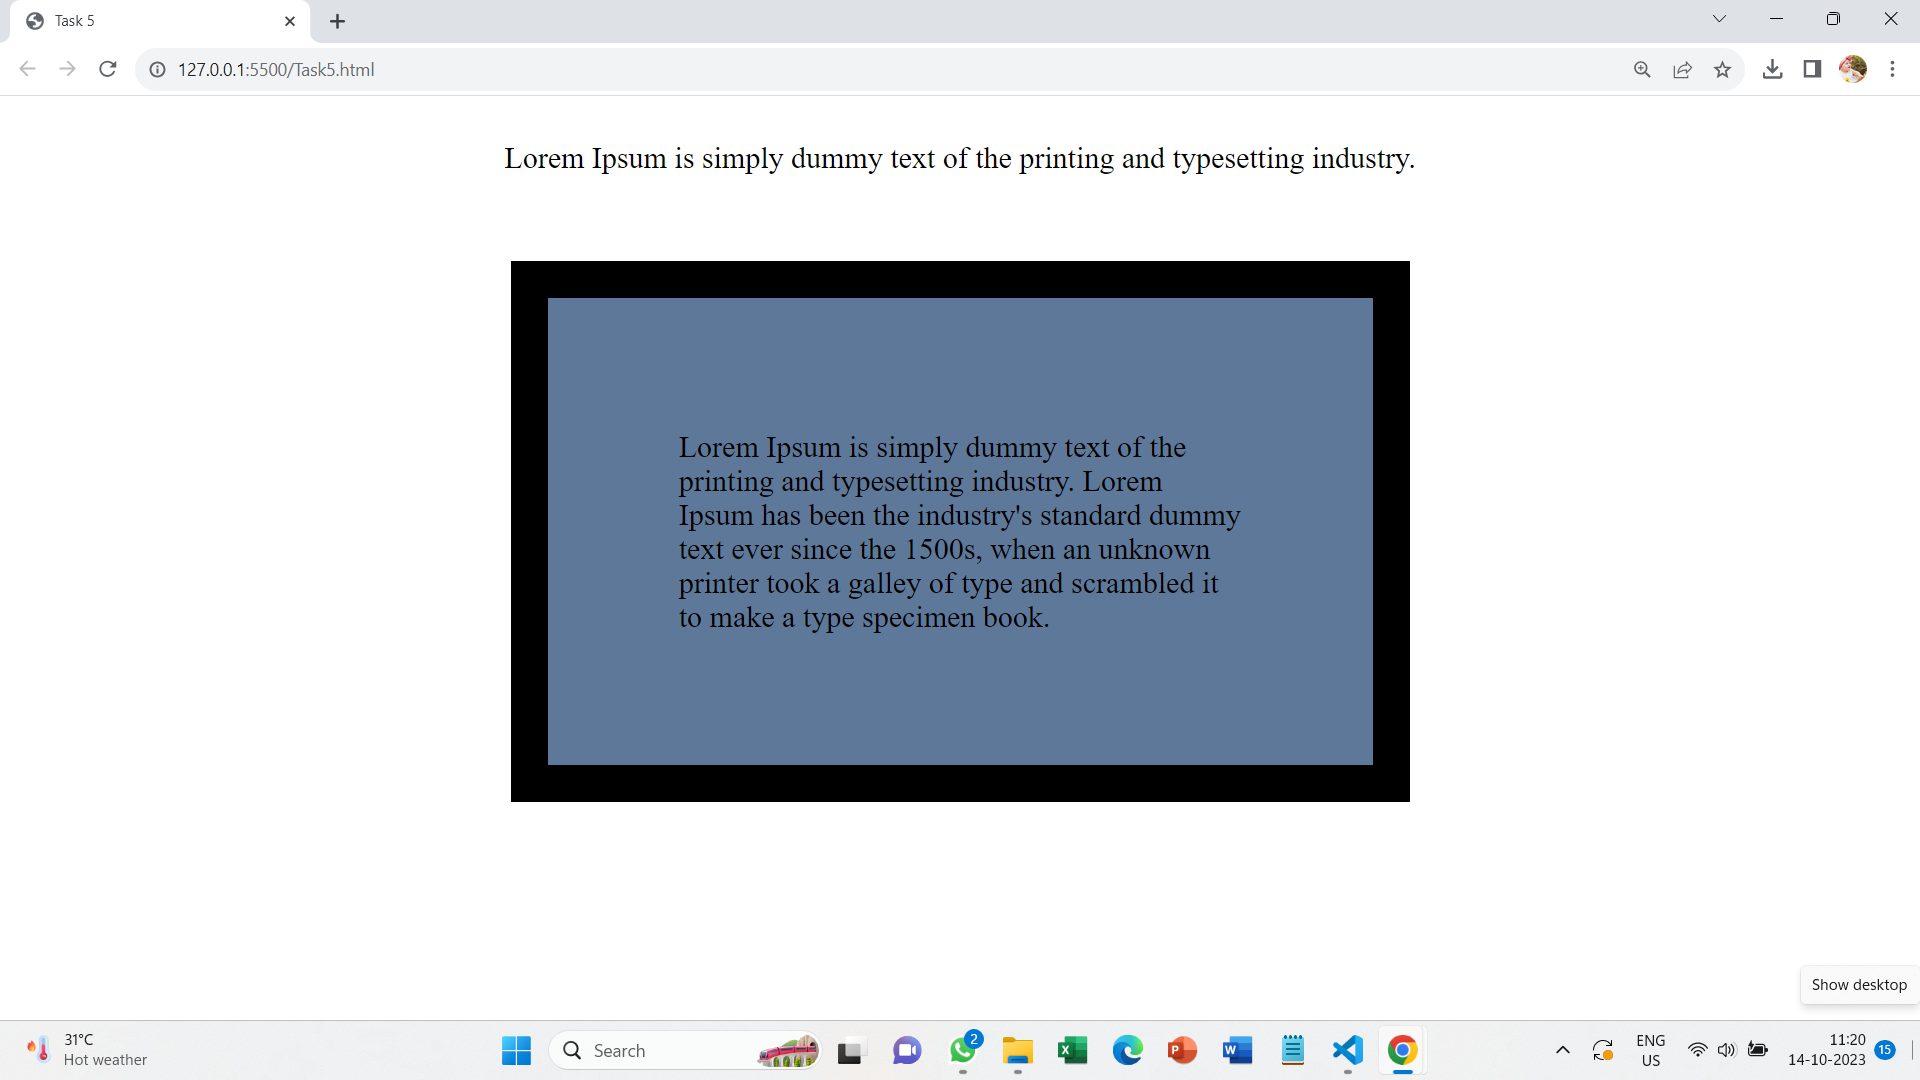 Task 5
127.0.0.1:5500/Task5.html
Lorem Ipsum is simply dummy text of the printing and typesetting industry.
Lorem Ipsum is simply dummy text of the
printing and typesetting industry. Lorem
Ipsum has been the industry's standard dummy
text ever since the 1500s, when an unknown
printer took a galley of type and scrambled it
to make a type specimen book.
Show desktop
31°C
Hot weather
Search
2
ENG
US
11:20
14-10-2023
15